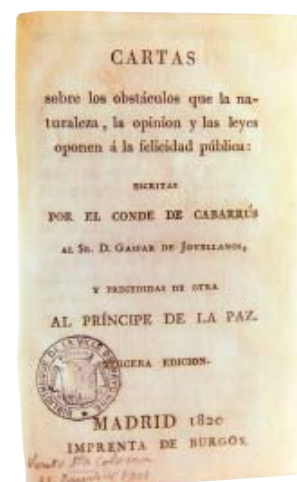 CARTAS
sobre los obstáculos que la na-
turaleza, la opinion y las leyes
oponen á la felicidad pública:
ESCRITAS
POR EL CONDE DE CABARRÚS
AL SR. D. GASPAR DE JOVELLANOS,
Y PRECEDIDAS DE OTRA
AL PRÍNCIPE DE LA PAZ.
TERCERA EDICION.
MADRID 1820
IMPRENTA DE BURGOS.